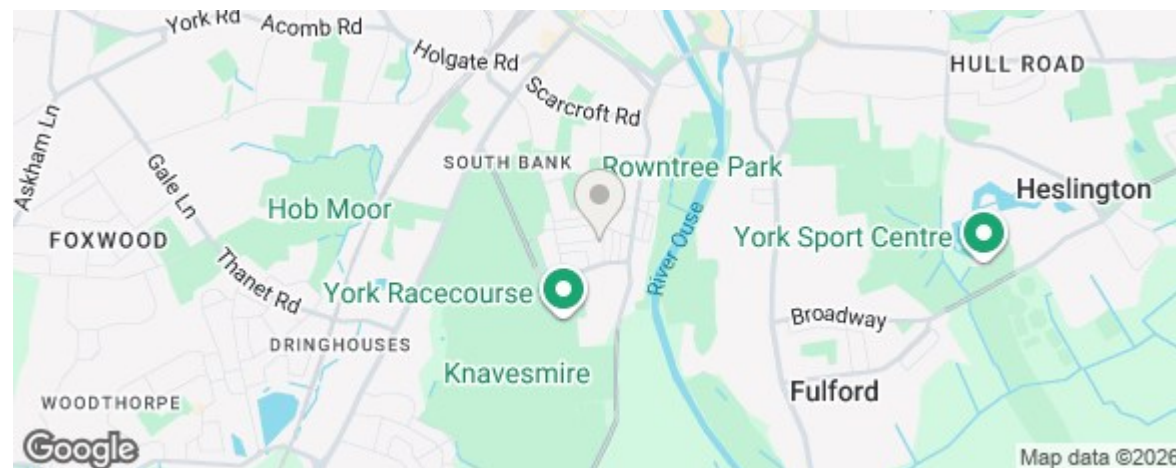 York Rd
Acomb Rd
Holgate Rd
HULL ROAD
Scarcroft Rd
Askham Ln
Gale Ln
SOUTH BANK
Rowntree Park
Hob Moor
Heslington
FOXWOOD
River Ouse
York Sport Centre
Thanet Rd
York Racecourse
Broadway
DRINGHOUSES
Knavesmire
Fulford
WOODTHORPE
Google
Map data ©2026